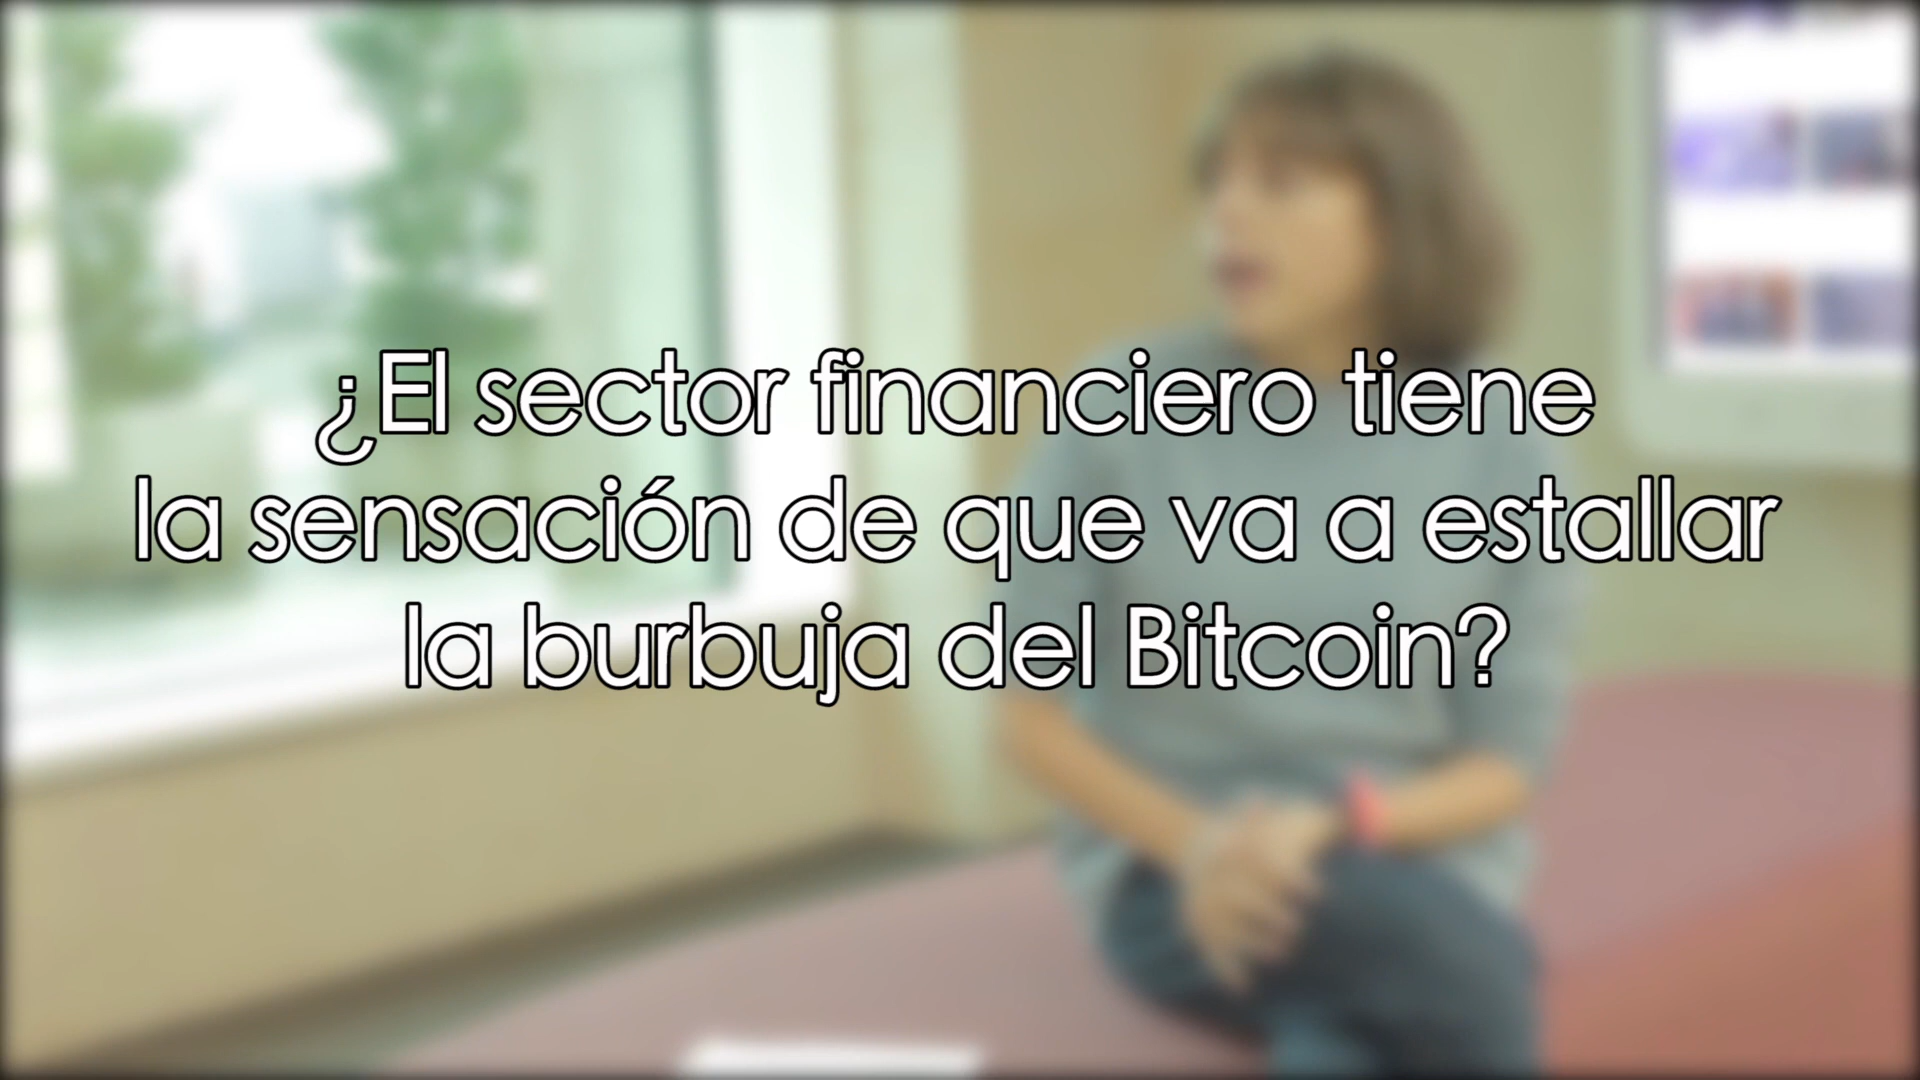 ¿El sector financiero tiene
la sensación de que va a estallar
la burbuja del Bitcoin?